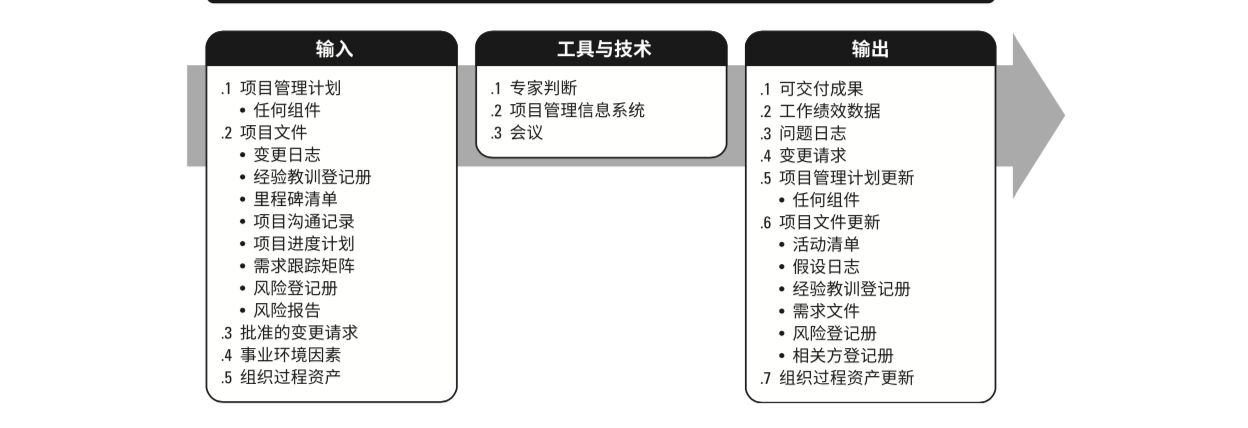 输入
.1 项目管理计划
• 任何组件
.2 项目文件
• 变更日志
• 经验教训登记册
• 里程碑清单
• 项目沟通记录
• 项目进度计划
• 需求跟踪矩阵
• 风险登记册
• 风险报告
.3 批准的变更请求
.4 事业环境因素
.5 组织过程资产
工具与技术
.1 专家判断
.2 项目管理信息系统
.3 会议
输出
.1 可交付成果
.2 工作绩效数据
.3 问题日志
.4 变更请求
.5 项目管理计划更新
• 任何组件
.6 项目文件更新
• 活动清单
• 假设日志
• 经验教训登记册
• 需求文件
• 风险登记册
• 相关方登记册
.7 组织过程资产更新